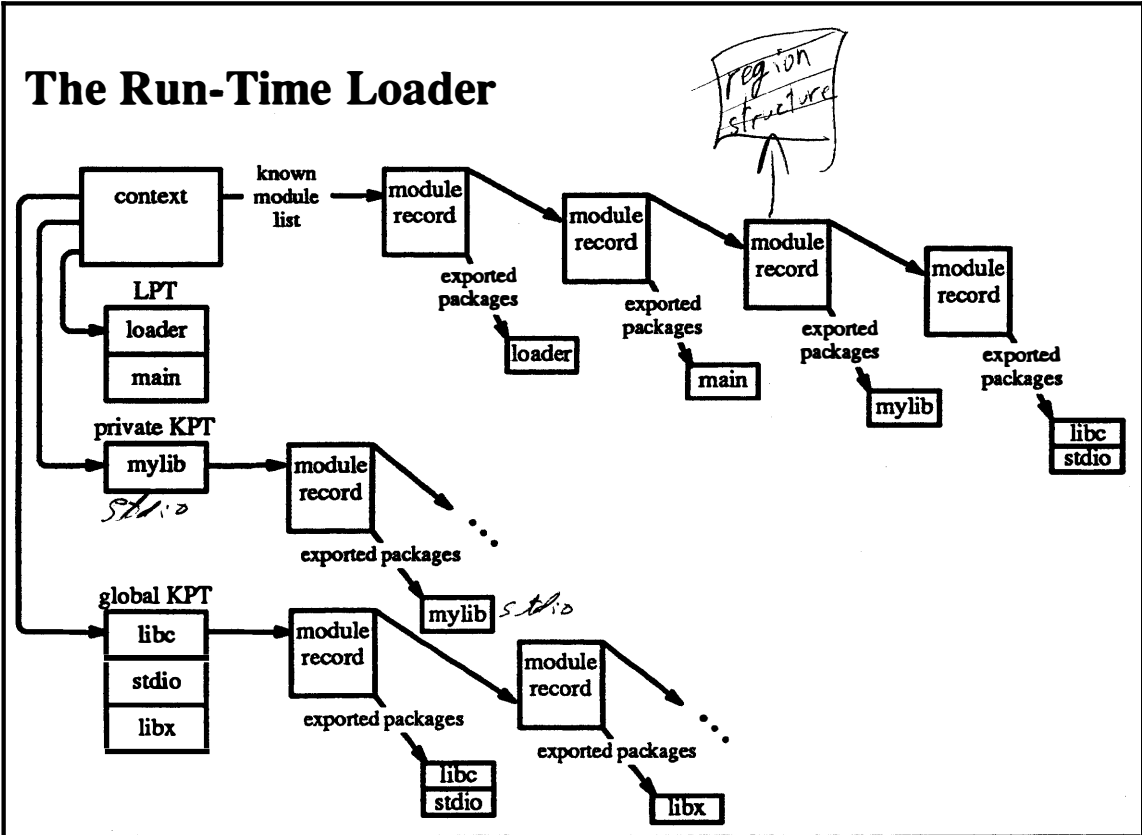 The Run-Time Loader
region
structure
context
known
module
list
module
record
module
record
module
record
module
record
exported
packages
loader
exported
packages
main
exported
packages
mylib
exported
packages
libc
stdio
LPT
loader
main
private KPT
mylib
stdio
module
record
exported packages
mylib stdio
global KPT
libc
stdio
libx
module
record
exported packages
libc
stdio
module
record
exported packages
libx